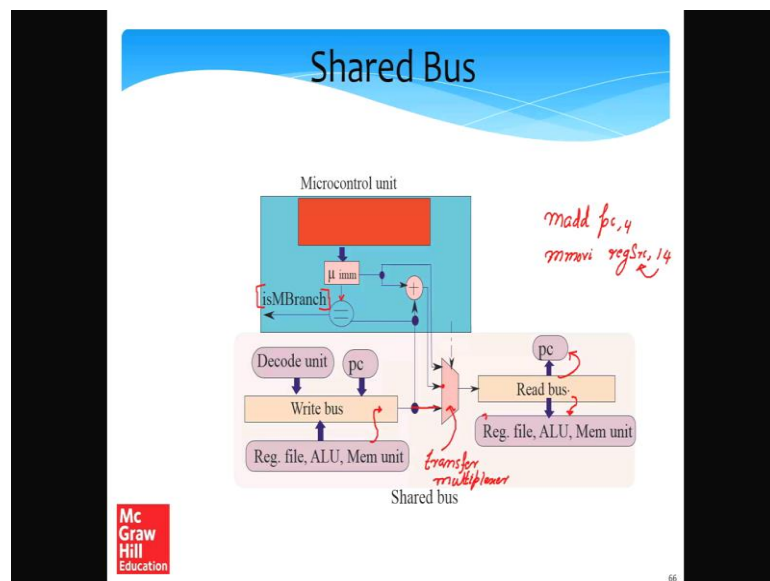 Shared Bus
Microcontrol unit
madd pc, 4
mmovi regSrc, 14
μ imm
isMBranch
+
=
Decode unit
pc
pc
Write bus
Read bus
Reg. file, ALU, Mem unit
Reg. file, ALU, Mem unit
transfer
multiplexer
Shared bus
Mc
Graw
Hill
Education
66